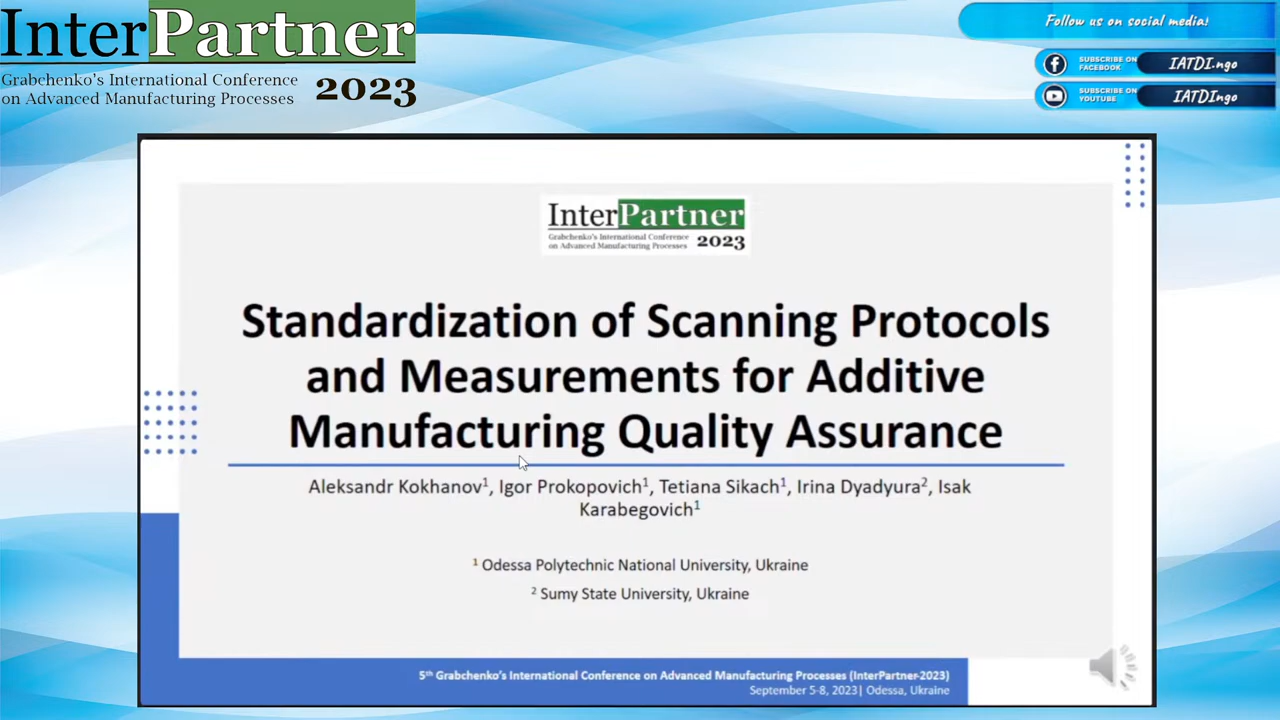 InterPartner
Grabchenko's International Conference
on Advanced Manufacturing Processes
2023
Follow us on social media!
SUBSCRIBE ON
FACEBOOK
IATDI.ngo
SUBSCRIBE ON
YOUTUBE
IATDIngo
InterPartner
Grabchenko's International Conference
on Advanced Manufacturing Processes
2023
Standardization of Scanning Protocols
and Measurements for Additive
Manufacturing Quality Assurance
Aleksandr Kokhanov¹, Igor Prokopovich¹, Tetiana Sikach¹, Irina Dyadyura², Isak
Karabegovich¹
¹ Odessa Polytechnic National University, Ukraine
² Sumy State University, Ukraine
5th Grabchenko's International Conference on Advanced Manufacturing Processes (InterPartner-2023)
September 5-8, 2023| Odessa, Ukraine